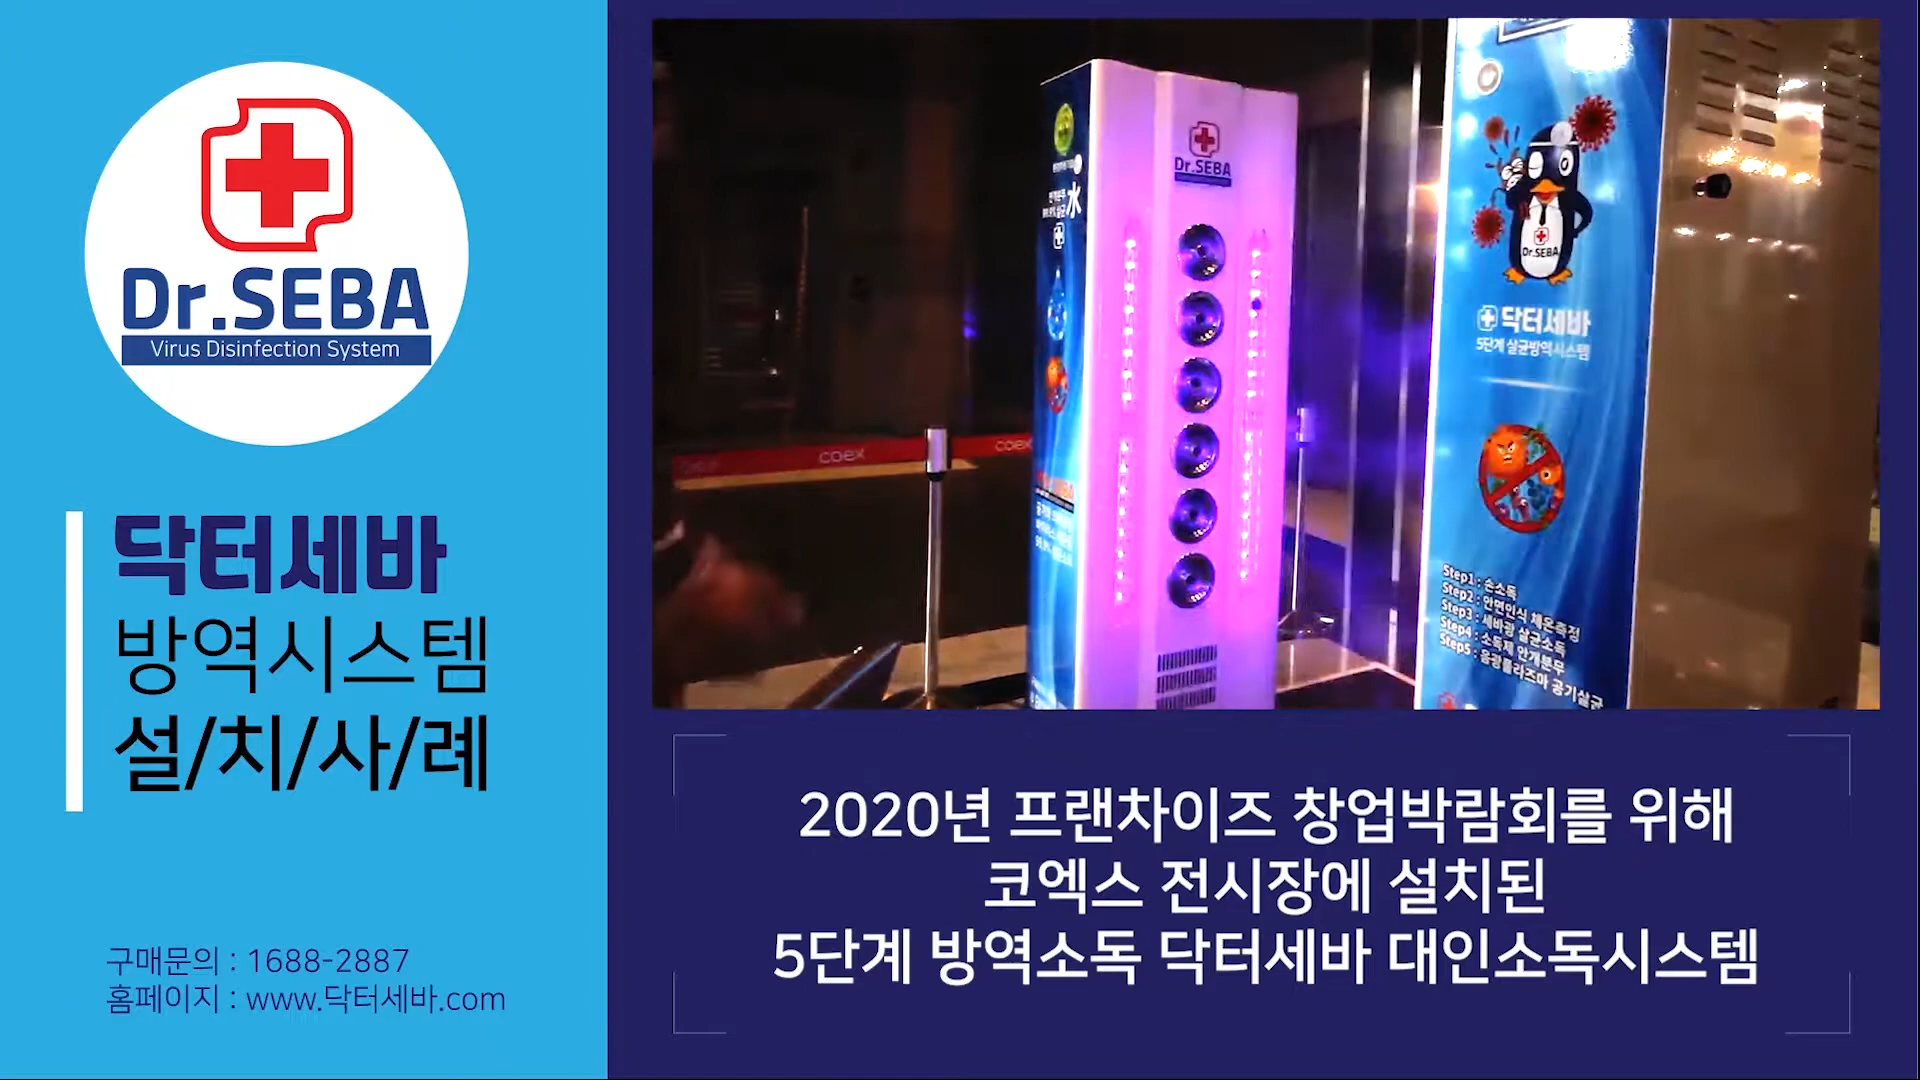 Dr.SEBA
Virus Disinfection System
닥터세바
방역시스템
설/치/사/례
구매문의 : 1688-2887
홈페이지 : www.닥터세바.com
coex
coex
水
Dr.SEBA
Dr.SEBA
닥터세바
5단계 살균방역시스템
Step1 : 손소독
Step2 : 안면인식 체온측정
Step3 : 세바광 살균소독
Step4 : 소독제 안개분무
Step5 : 음광플라즈마 공기살균
2020년 프랜차이즈 창업박람회를 위해
코엑스 전시장에 설치된
5단계 방역소독 닥터세바 대인소독시스템